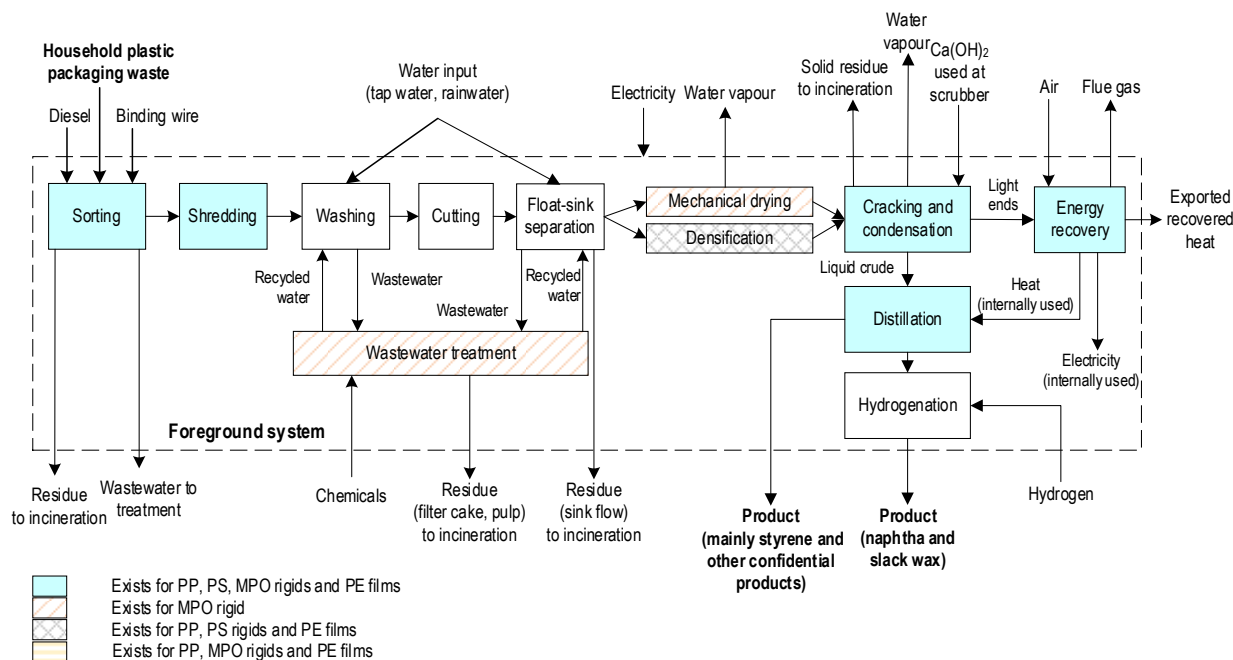 Household plastic
packaging waste
Diesel
Binding wire
Water input
(tap water, rainwater)
Electricity
Water vapour
Solid residue
to incineration
Water
vapour
Ca(OH)₂
used at
scrubber
Air
Flue gas
Sorting
Shredding
Washing
Cutting
Float-sink
separation
Mechanical drying
Densification
Cracking and
condensation
Light
ends
Energy
recovery
Exported
recovered
heat
Recycled
water
Wastewater
Wastewater
Recycled
water
Liquid crude
Heat
(internally used)
Distillation
Electricity
(internally used)
Wastewater treatment
Hydrogenation
Foreground system
Residue
to incineration
Wastewater to
treatment
Chemicals
Residue
(filter cake, pulp)
to incineration
Residue
(sink flow)
to incineration
Product
(mainly styrene and
other confidential
products)
Product
(naphtha and
slack wax)
Hydrogen
Exists for PP, PS, MPO rigids and PE films
Exists for MPO rigid
Exists for PP, PS rigids and PE films
Exists for PP, MPO rigids and PE films